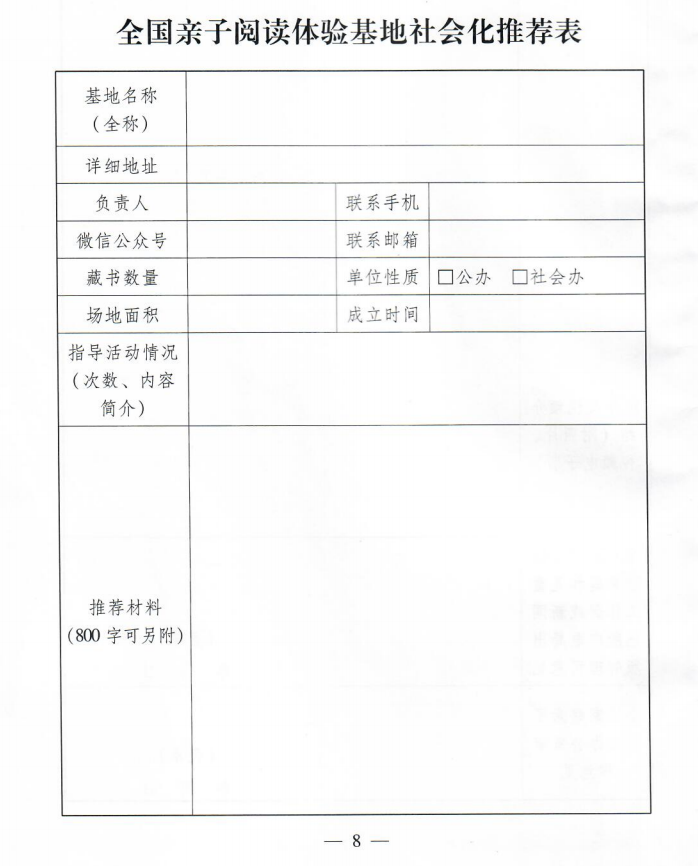 全国亲子阅读体验基地社会化推荐表
基地名称
（全称）
详细地址
负责人
联系手机
微信公众号
联系邮箱
藏书数量
单位性质
□公办 □社会办
场地面积
成立时间
指导活动情况
（次数、内容
简介）
推荐材料
(800 字可另附)
— 8 —